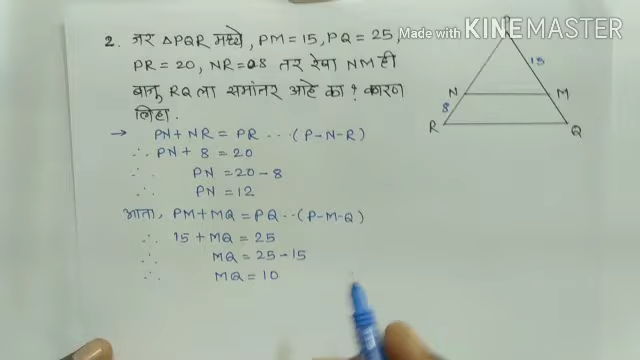 Made with KINEMASTER
2. जर △PQR मध्ये, PM=15, PQ=25,
PR=20, NR=08 तर रेषा NM ही
बाजू RQ ला समांतर आहे का? कारण
लिहा.
→ PN+NR = PR ... (P-N-R)
∴ PN + 8 = 20
∴ PN = 20-8
∴ PN = 12
आता, PM+MQ = PQ ... (P-M-Q)
∴ 15 + MQ = 25
∴ MQ = 25-15
∴ MQ = 10
15
N M
8
R Q